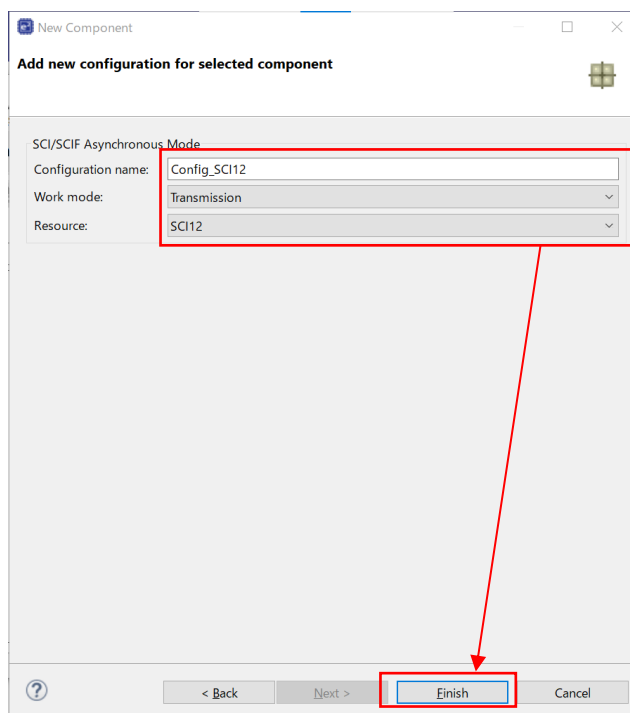 New Component
Add new configuration for selected component
SCI/SCIF Asynchronous Mode
Configuration name: Config_SCI12
Work mode: Transmission
Resource: SCI12
? < Back Next > Finish Cancel